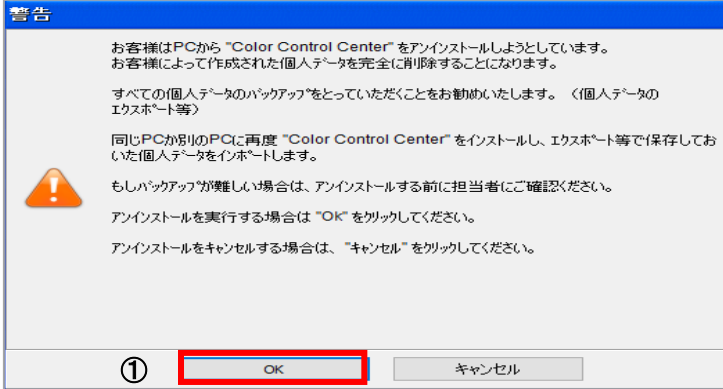 警告
お客様はPCから "Color Control Center" をアンインストールしようとしています。
お客様によって作成された個人データを完全に削除することになります。
すべての個人データのバックアップをとっていただくことをお勧めいたします。（個人データの
エクスポート等）
同じPCか別のPCに再度 "Color Control Center" をインストールし、エクスポート等で保存してお
いた個人データをインポートします。
もしバックアップが難しい場合は、アンインストールする前に担当者にご確認ください。
アンインストールを実行する場合は "OK" をクリックしてください。
アンインストールをキャンセルする場合は、"キャンセル" をクリックしてください。
① OK キャンセル